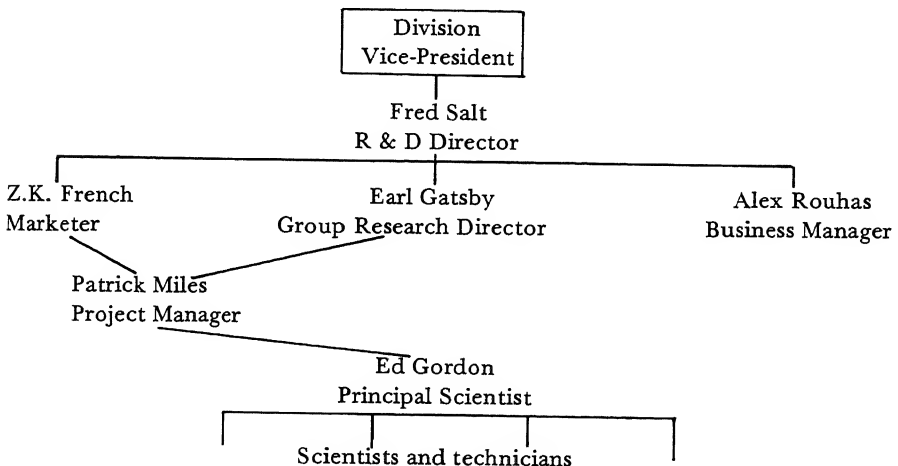 Division
Vice-President
Fred Salt
R & D Director
Z.K. French
Marketer
Earl Gatsby
Group Research Director
Alex Rouhas
Business Manager
Patrick Miles
Project Manager
Ed Gordon
Principal Scientist
Scientists and technicians